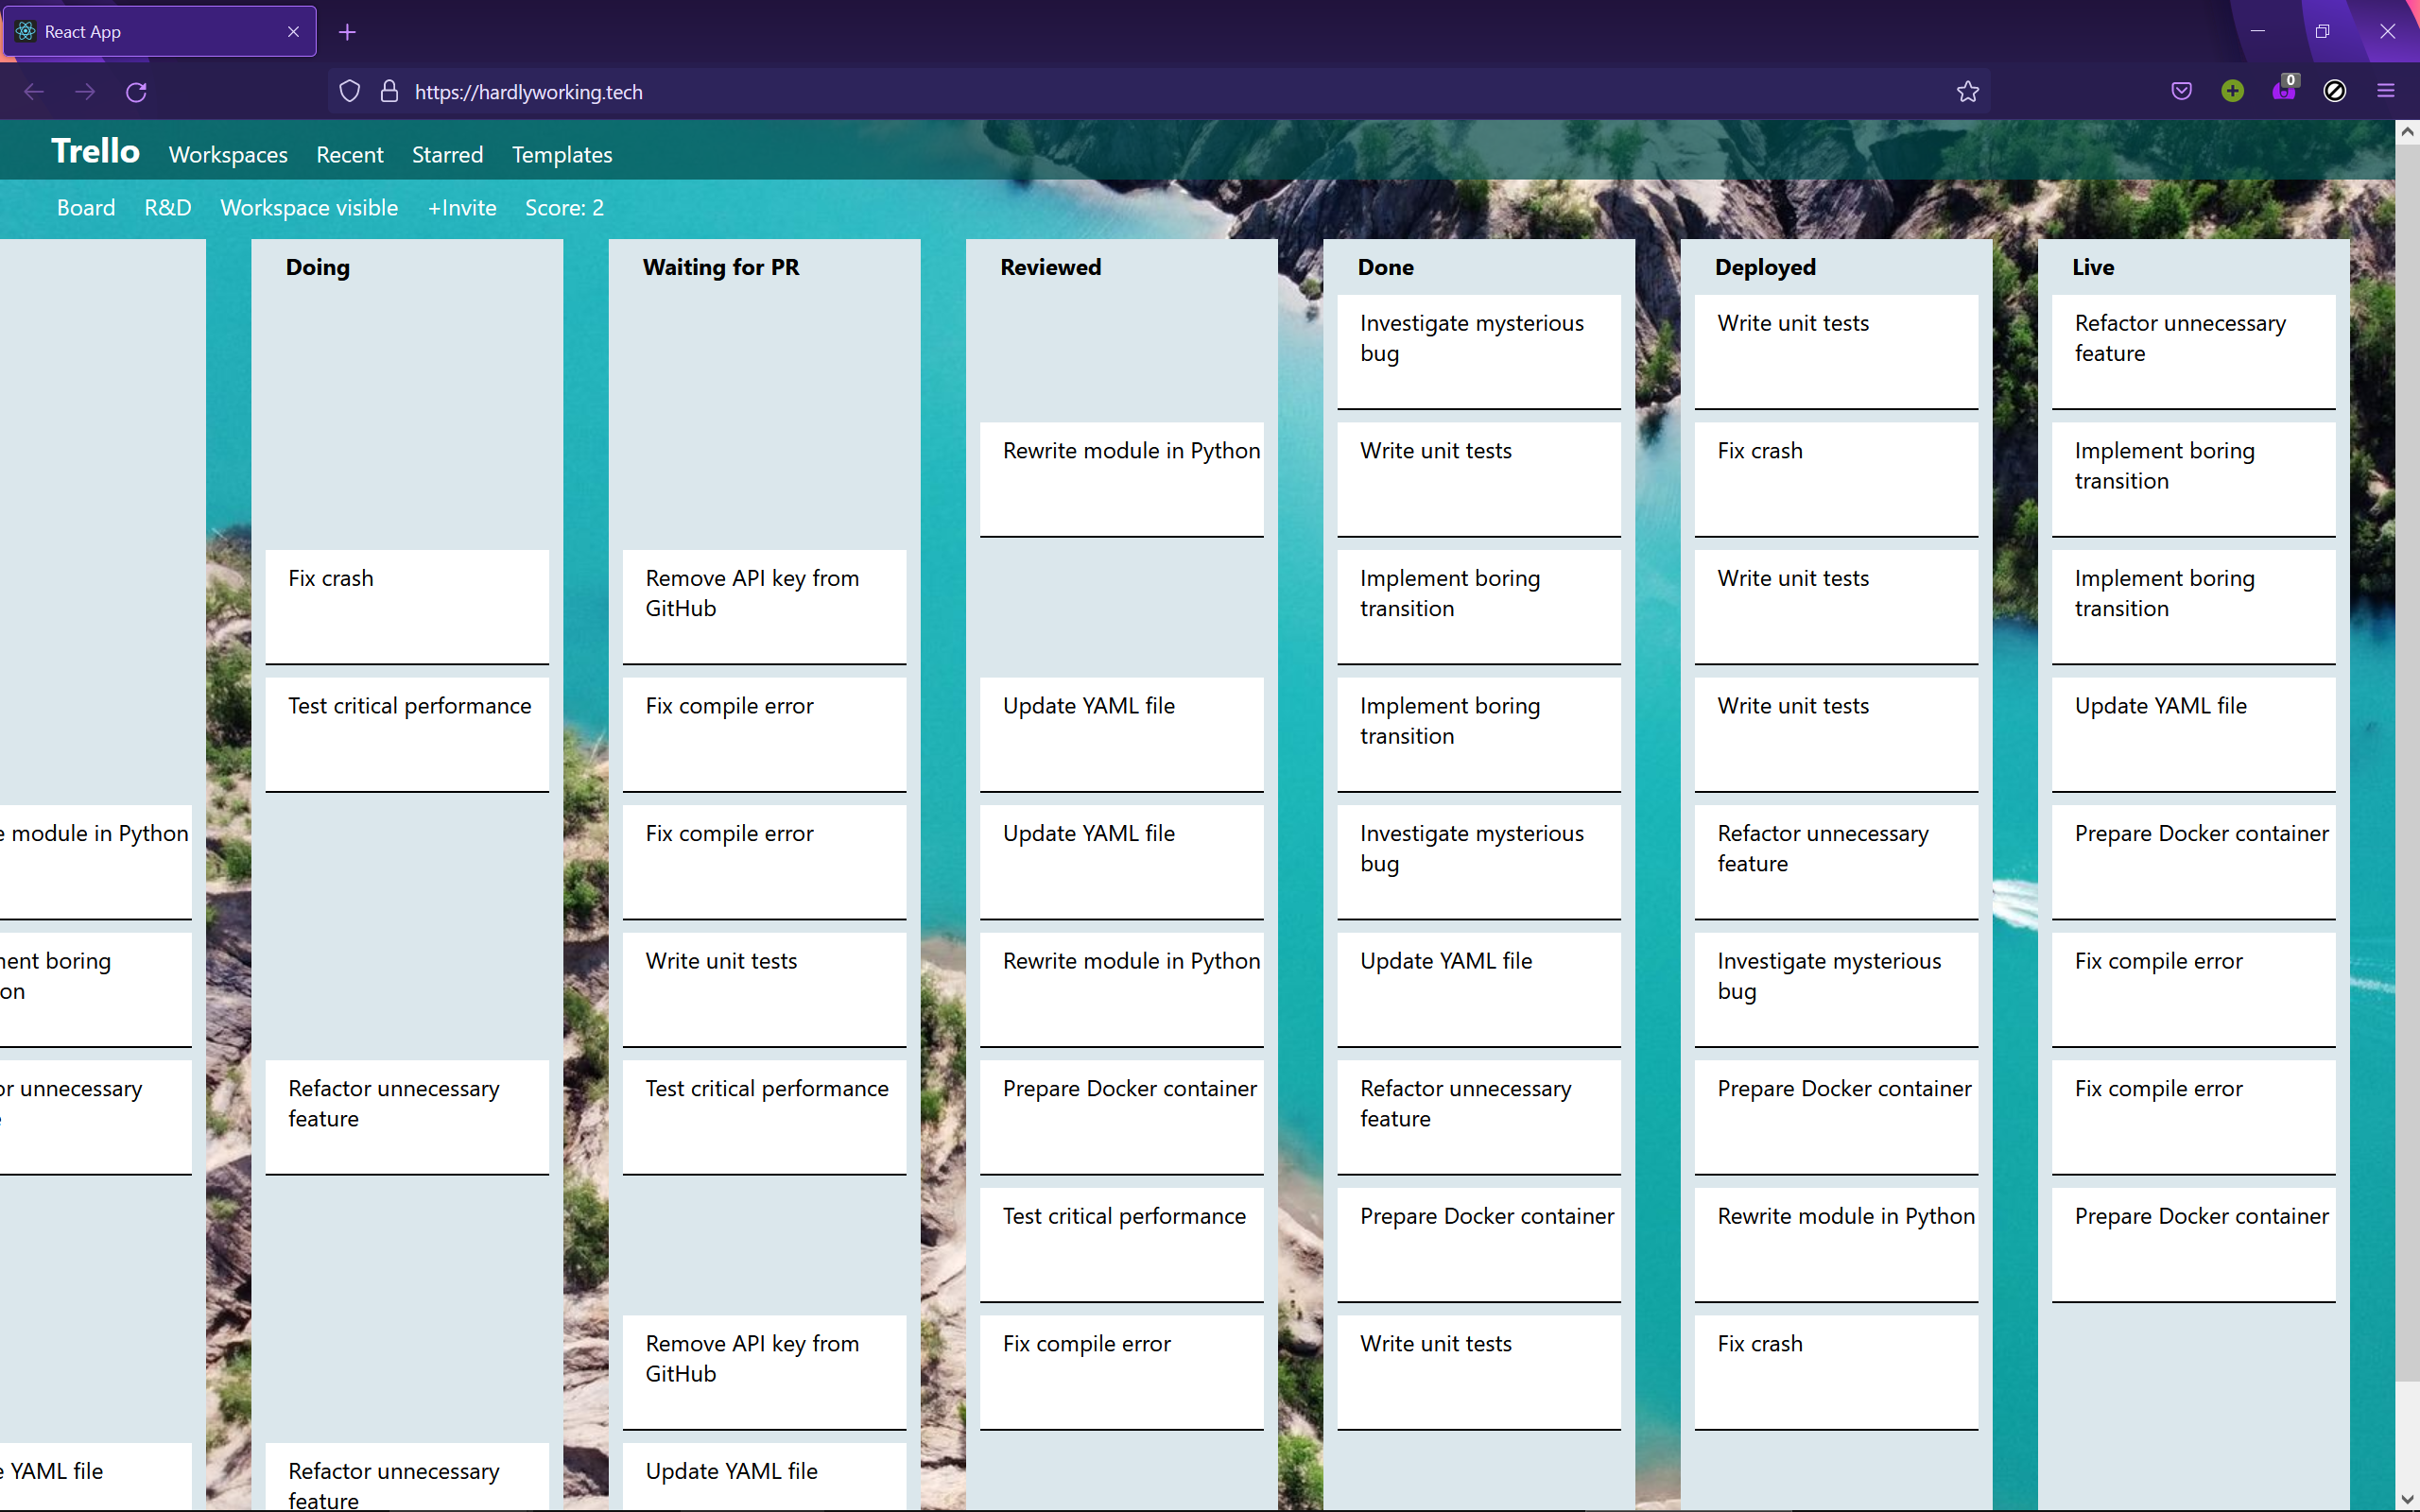 React App
0
https://hardlyworking.tech
Trello Workspaces Recent Starred Templates
Board R&D Workspace visible +Invite Score: 2
module in Python
boring
on
unnecessary
YAML file
Doing
Fix crash
Test critical performance
Refactor unnecessary
feature
Refactor unnecessary
feature
Waiting for PR
Remove API key from
GitHub
Fix compile error
Fix compile error
Write unit tests
Test critical performance
Remove API key from
GitHub
Update YAML file
Reviewed
Rewrite module in Python
Update YAML file
Update YAML file
Rewrite module in Python
Prepare Docker container
Test critical performance
Fix compile error
Done
Investigate mysterious
bug
Write unit tests
Implement boring
transition
Implement boring
transition
Investigate mysterious
bug
Update YAML file
Refactor unnecessary
feature
Prepare Docker container
Write unit tests
Deployed
Write unit tests
Fix crash
Write unit tests
Write unit tests
Refactor unnecessary
feature
Investigate mysterious
bug
Prepare Docker container
Rewrite module in Python
Fix crash
Live
Refactor unnecessary
feature
Implement boring
transition
Implement boring
transition
Update YAML file
Prepare Docker container
Fix compile error
Fix compile error
Prepare Docker container